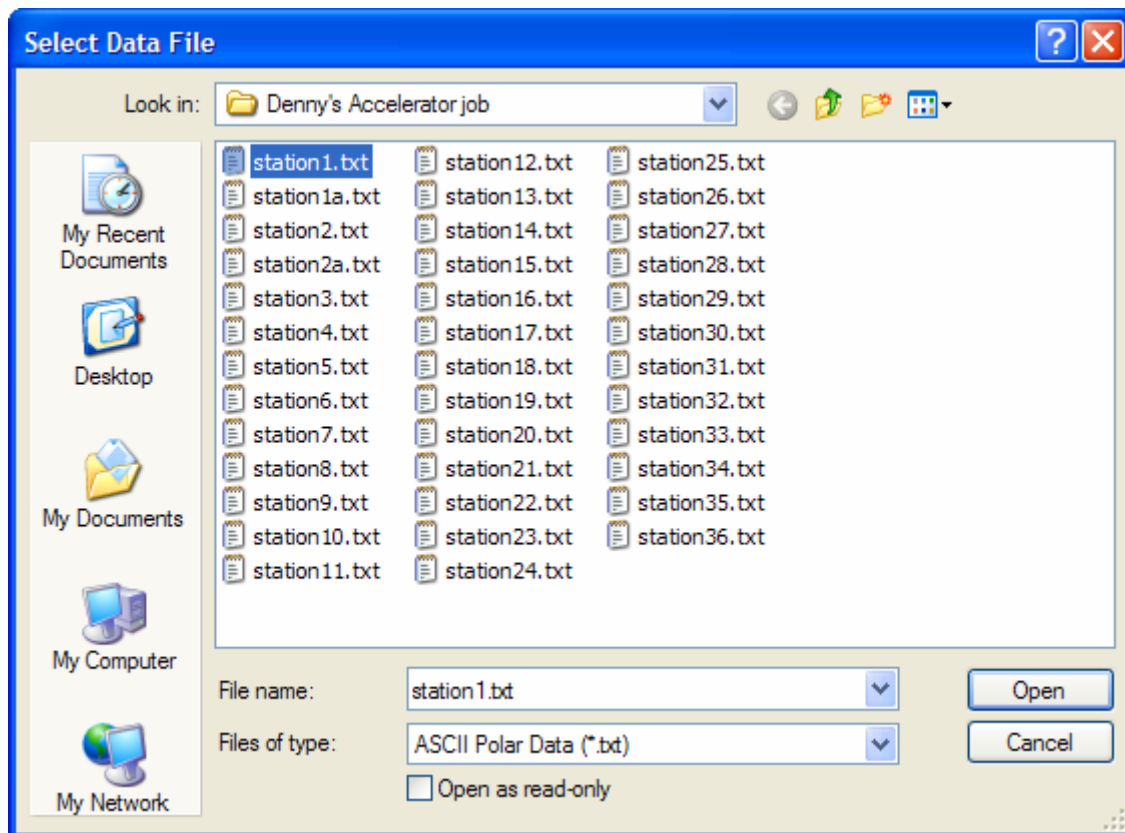 Select Data File
Look in: Denny's Accelerator job
My Recent
Documents
Desktop
My Documents
My Computer
My Network
station1.txt
station1a.txt
station2.txt
station2a.txt
station3.txt
station4.txt
station5.txt
station6.txt
station7.txt
station8.txt
station9.txt
station10.txt
station11.txt
station12.txt
station13.txt
station14.txt
station15.txt
station16.txt
station17.txt
station18.txt
station19.txt
station20.txt
station21.txt
station22.txt
station23.txt
station24.txt
station25.txt
station26.txt
station27.txt
station28.txt
station29.txt
station30.txt
station31.txt
station32.txt
station33.txt
station34.txt
station35.txt
station36.txt
File name: station1.txt Open
Files of type: ASCII Polar Data (*.txt) Cancel
Open as read-only